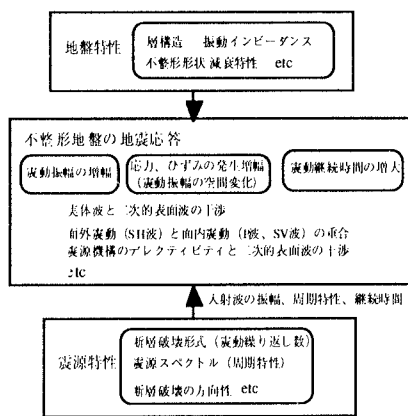 地盤特性
層構造 振動インピーダンス
不整形形状 減衰特性 etc
不整形地盤の地震応答
震動振幅の増幅
応力、ひずみの発生増幅
(震動振幅の空間変化)
震動継続時間の増大
実体波と二次的表面波の干渉
面外震動(SH波)と面内震動(P波、SV波)の重合
震源機構のデレクティビティと二次的表面波の干渉
etc
入射波の振幅、周期特性、継続時間
震源特性
断層破壊形式(震動繰り返し数)
震源スペクトル(周期特性)
断層破壊の方向性 etc